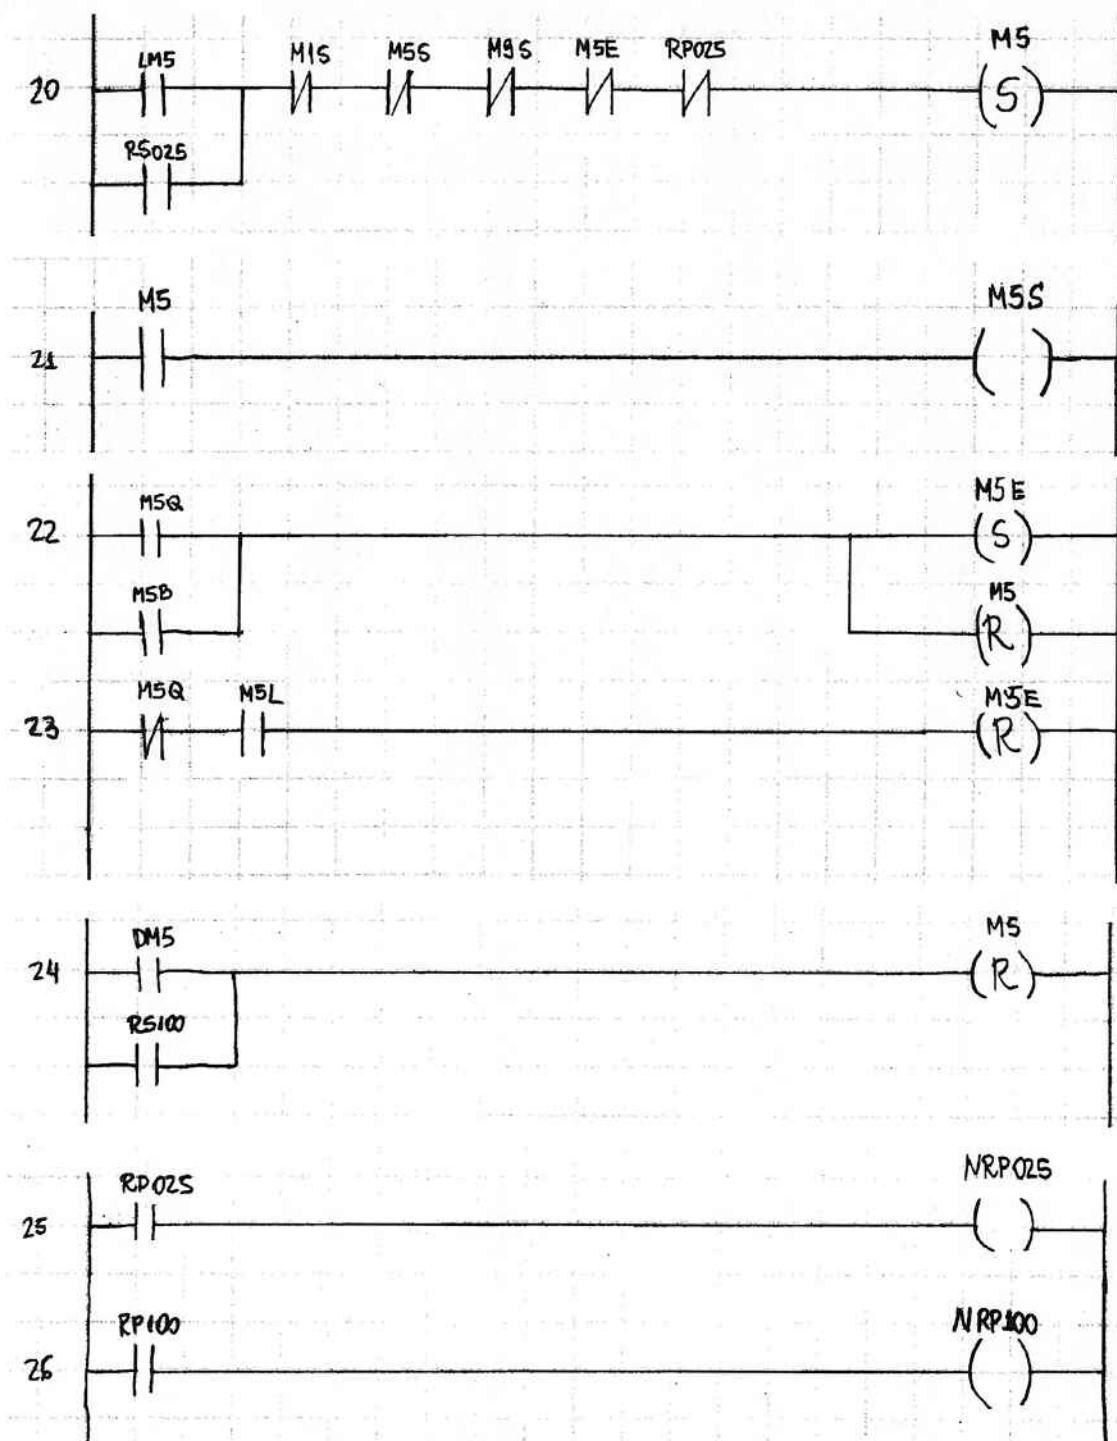 LM5 M1S M5S M9S M5E RP025 M5
20 (S)
RS025
M5 M5S
21 ( )
M5Q M5E
22 (S)
M5B M5
(R)
M5Q M5L M5E
23 (R)
DM5 M5
24 (R)
RS100
RP025 NRP025
25 ( )
RP100 NRP100
26 ( )